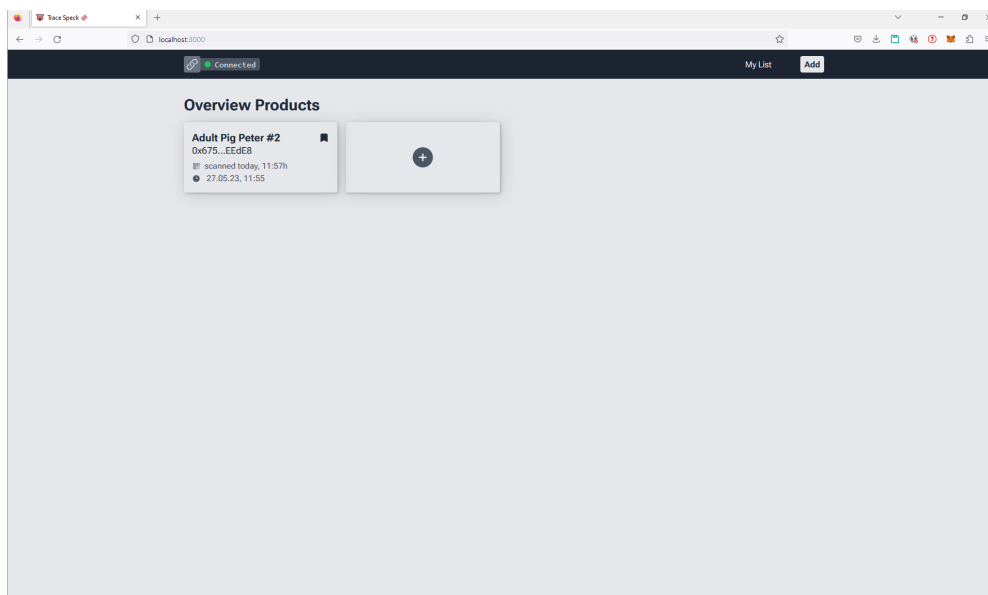 Trace Speck
localhost:3000
Connected
My List
Add
Overview Products
Adult Pig Peter #2
0x675...EEdE8
scanned today, 11:57h
27.05.23, 11:55